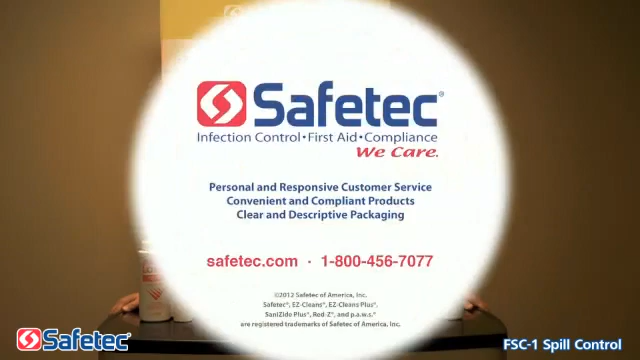 Safetec®
Infection Control•First Aid•Compliance
We Care.
Personal and Responsive Customer Service
Convenient and Compliant Products
Clear and Descriptive Packaging
safetec.com · 1-800-456-7077
©2012 Safetec of America, Inc.
Safetec®, EZ-Cleans®, EZ-Cleans Plus®,
SaniZide Plus®, Red-Z®, and p.a.w.s.®
are registered trademarks of Safetec of America, Inc.
Safetec®
FSC-1 Spill Control